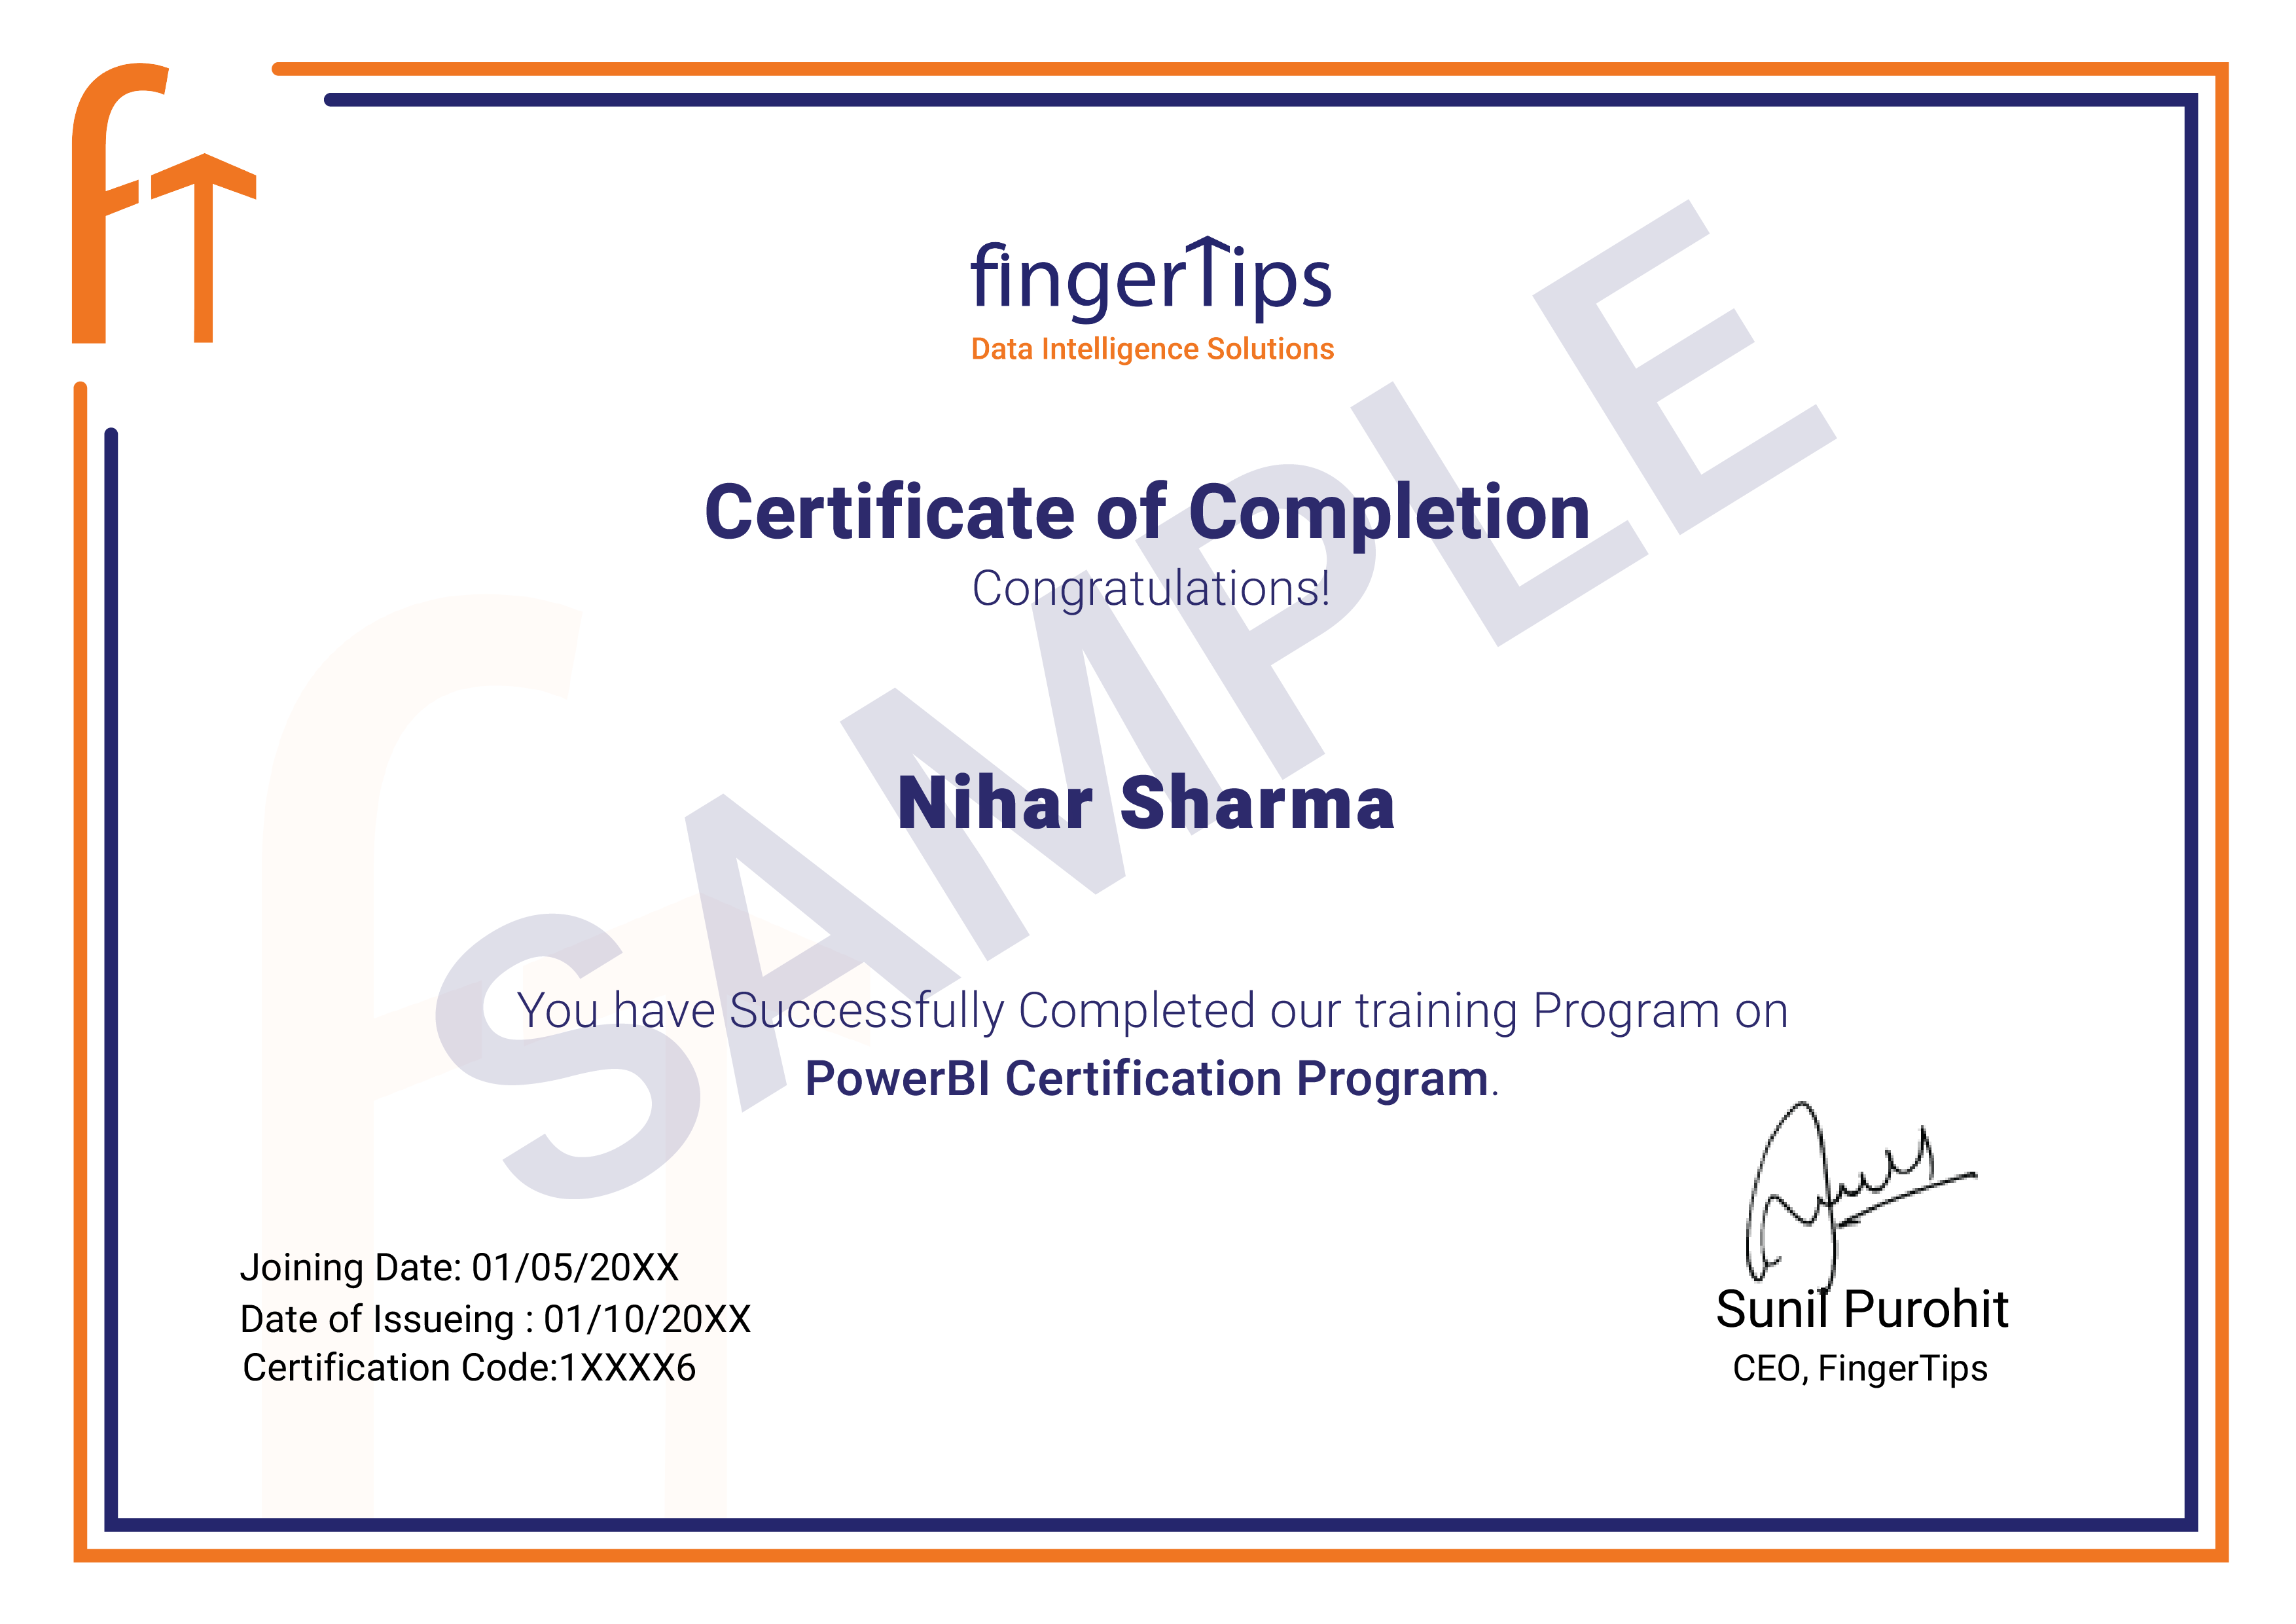 fingerTips
Data Intelligence Solutions
Certificate of Completion
Congratulations!
Nihar Sharma
You have Successfully Completed our training Program on
PowerBI Certification Program.
SAMPLE
Joining Date: 01/05/20XX
Date of Issueing : 01/10/20XX
Certification Code:1XXXX6
Sunil Purohit
CEO, FingerTips